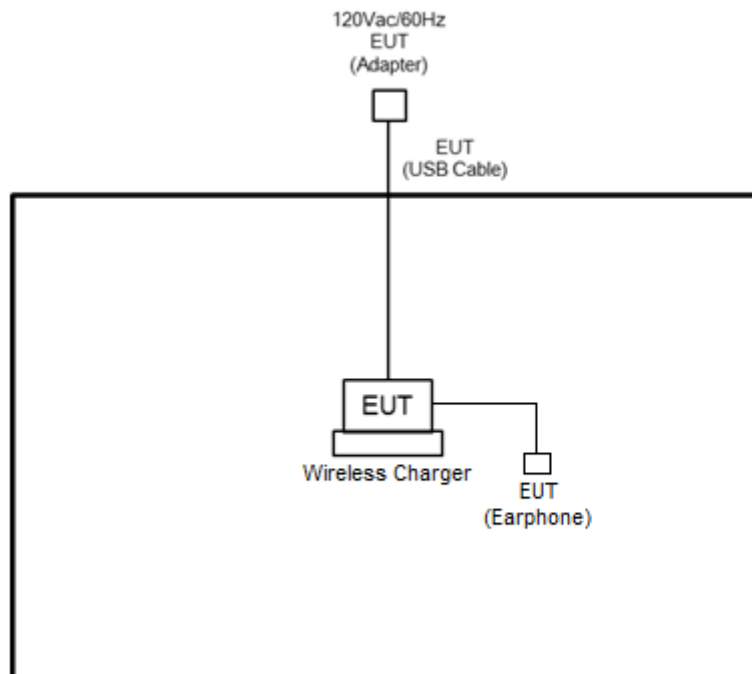 120Vac/60Hz
EUT
(Adapter)
EUT
(USB Cable)
EUT
Wireless Charger
EUT
(Earphone)